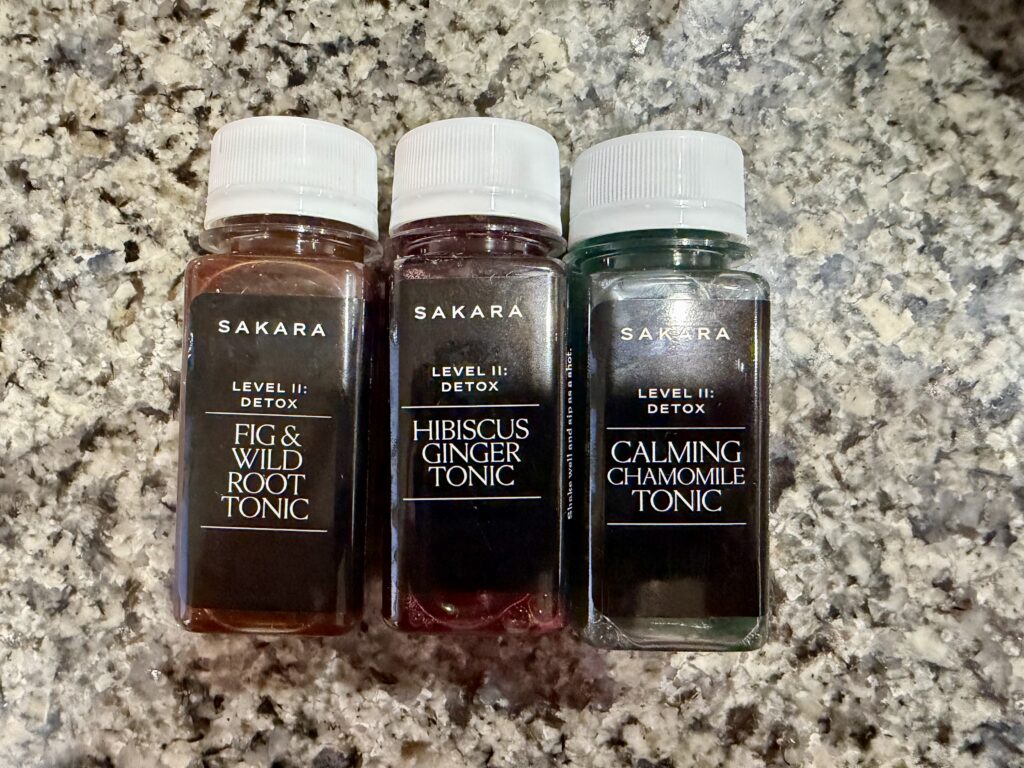 SAKARA
LEVEL II:
DETOX
FIG &
WILD
ROOT
TONIC
SAKARA
LEVEL II:
DETOX
HIBISCUS
GINGER
TONIC
Shake well and sip as a shot.
SAKARA
LEVEL II:
DETOX
CALMING
CHAMOMILE
TONIC